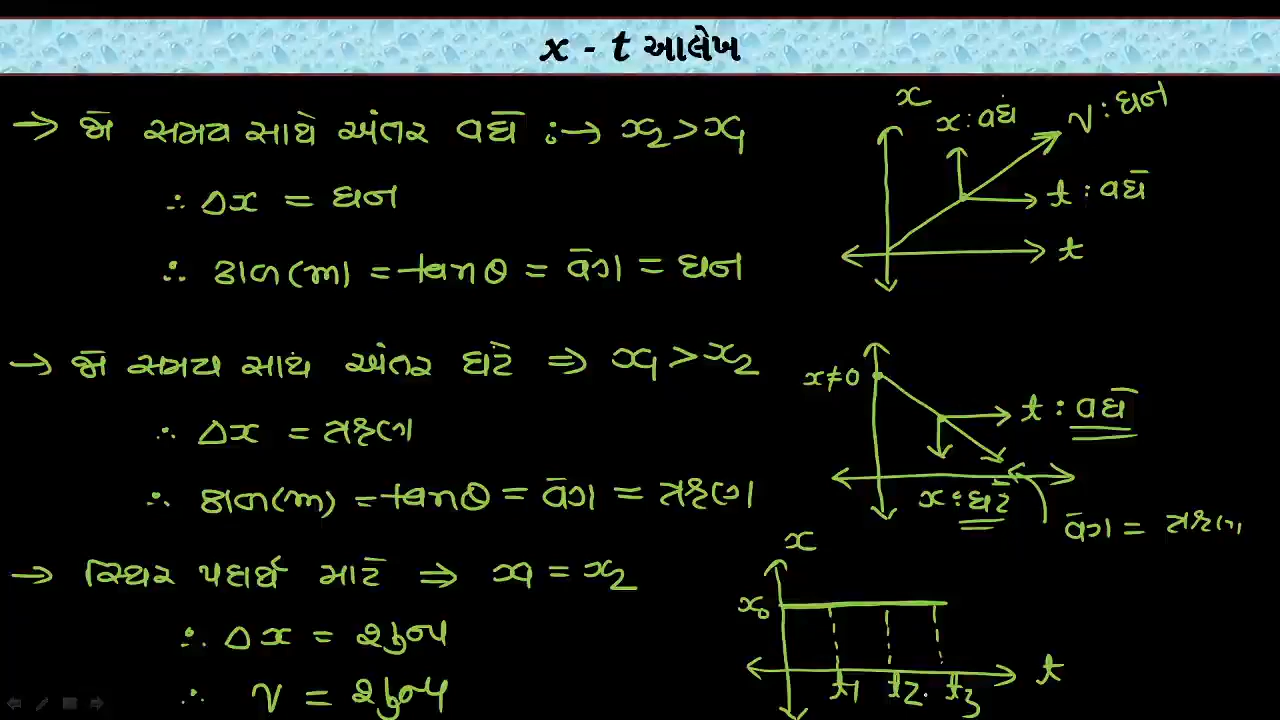 x - t આલેખ
→ જો સમય સાથે અંતર વધે :→ x₂ > x₁
∴ Δx = ધન
∴ ઢાળ(m) = tanθ = વેગ = ધન
x
x : વધે
v : ધન
t : વધે
t
→ જો સમય સાથે અંતર ઘટે ⇒ x₁ > x₂
∴ Δx = ઋણ
∴ ઢાળ(m) = tanθ = વેગ = ઋણ
x≠0
t : વધે
x : ઘટે
વેગ = ઋણ
→ સ્થિર પદાર્થ માટે ⇒ x₁ = x₂
∴ Δx = શૂન્ય
∴ v = શૂન્ય
x
x₀
t₁ t₂ t₃
t